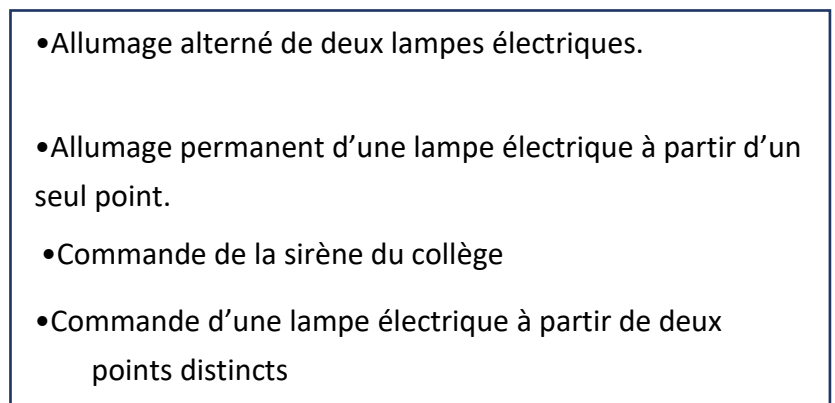 •Allumage alterné de deux lampes électriques.
•Allumage permanent d’une lampe électrique à partir d’un
seul point.
•Commande de la sirène du collège
•Commande d’une lampe électrique à partir de deux
points distincts